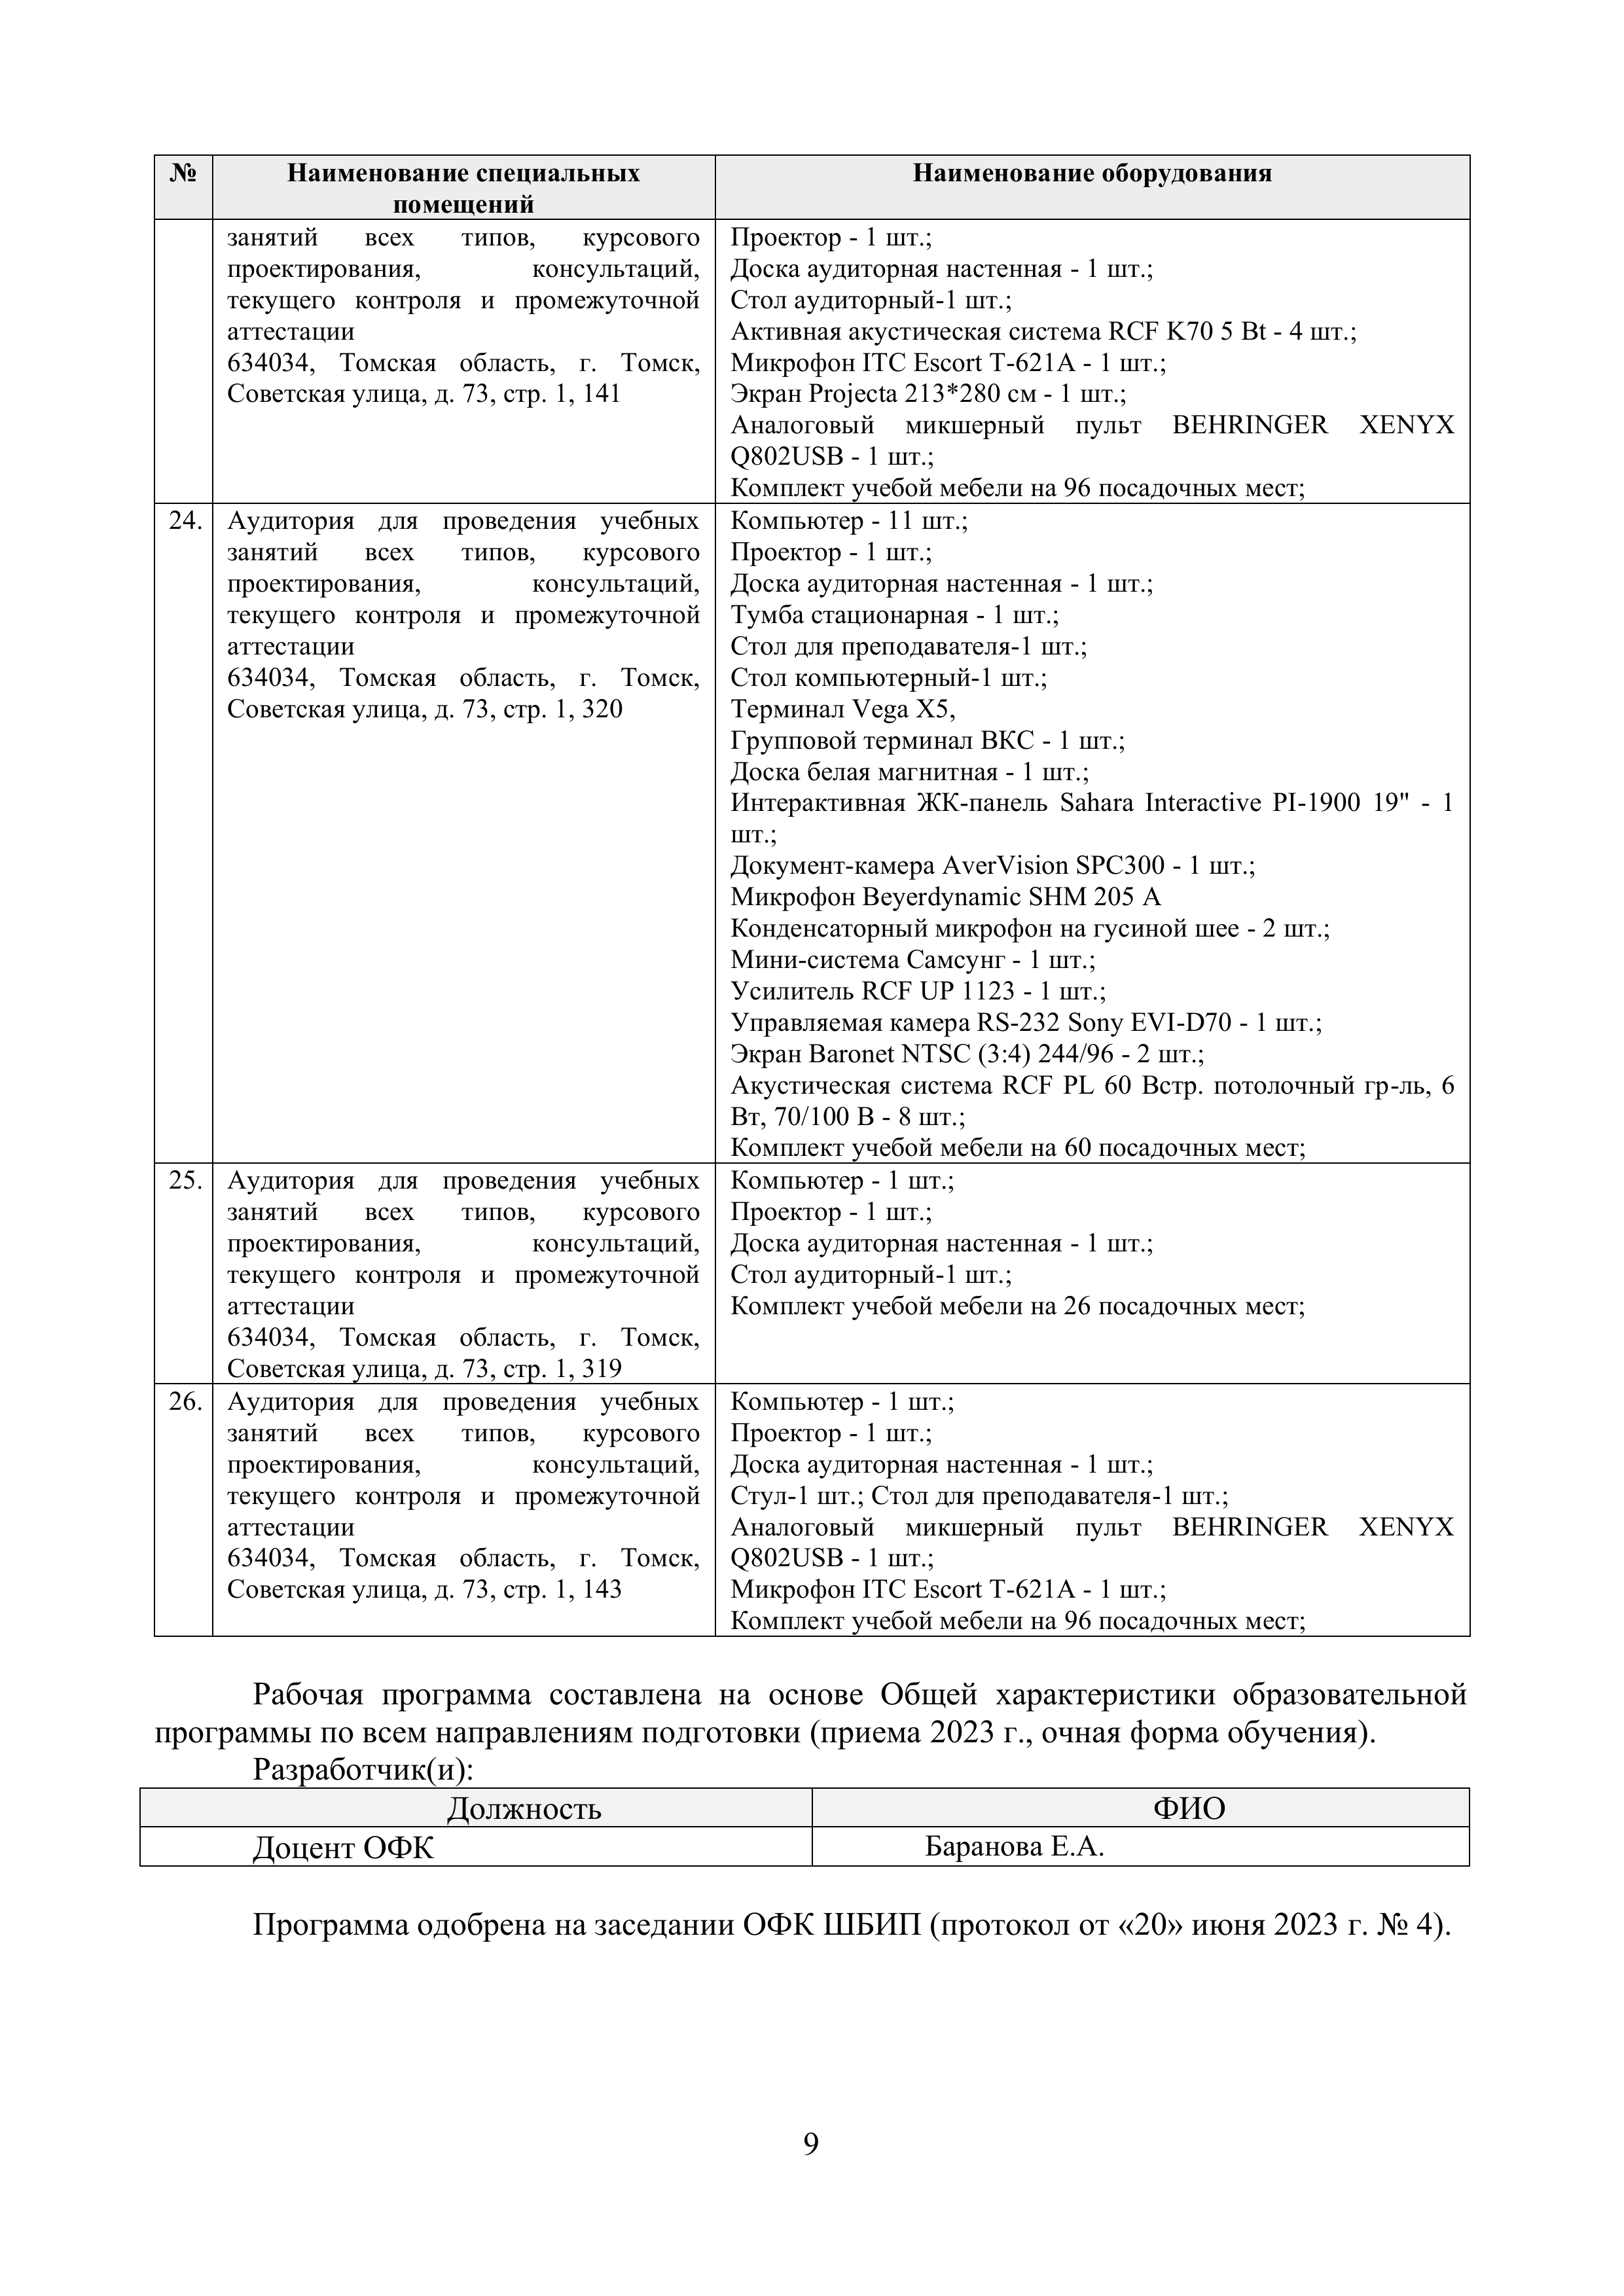 № Наименование специальных Наименование оборудования
помещений
занятий всех типов, курсового
проектирования, консультаций,
текущего контроля и промежуточной
аттестации
634034, Томская область, г. Томск,
Советская улица, д. 73, стр. 1, 141
Проектор - 1 шт.;
Доска аудиторная настенная - 1 шт.;
Стол аудиторный-1 шт.;
Активная акустическая система RCF K70 5 Bt - 4 шт.;
Микрофон ITC Escort T-621A - 1 шт.;
Экран Projecta 213*280 см - 1 шт.;
Аналоговый микшерный пульт BEHRINGER XENYX
Q802USB - 1 шт.;
Комплект учебой мебели на 96 посадочных мест;
24. Аудитория для проведения учебных
занятий всех типов, курсового
проектирования, консультаций,
текущего контроля и промежуточной
аттестации
634034, Томская область, г. Томск,
Советская улица, д. 73, стр. 1, 320
Компьютер - 11 шт.;
Проектор - 1 шт.;
Доска аудиторная настенная - 1 шт.;
Тумба стационарная - 1 шт.;
Стол для преподавателя-1 шт.;
Стол компьютерный-1 шт.;
Терминал Vega X5,
Групповой терминал ВКС - 1 шт.;
Доска белая магнитная - 1 шт.;
Интерактивная ЖК-панель Sahara Interactive PI-1900 19" - 1
шт.;
Документ-камера AverVision SPC300 - 1 шт.;
Микрофон Beyerdynamic SHM 205 A
Конденсаторный микрофон на гусиной шее - 2 шт.;
Мини-система Самсунг - 1 шт.;
Усилитель RCF UP 1123 - 1 шт.;
Управляемая камера RS-232 Sony EVI-D70 - 1 шт.;
Экран Baronet NTSC (3:4) 244/96 - 2 шт.;
Акустическая система RCF PL 60 Встр. потолочный гр-ль, 6
Вт, 70/100 В - 8 шт.;
Комплект учебой мебели на 60 посадочных мест;
25. Аудитория для проведения учебных
занятий всех типов, курсового
проектирования, консультаций,
текущего контроля и промежуточной
аттестации
634034, Томская область, г. Томск,
Советская улица, д. 73, стр. 1, 319
Компьютер - 1 шт.;
Проектор - 1 шт.;
Доска аудиторная настенная - 1 шт.;
Стол аудиторный-1 шт.;
Комплект учебой мебели на 26 посадочных мест;
26. Аудитория для проведения учебных
занятий всех типов, курсового
проектирования, консультаций,
текущего контроля и промежуточной
аттестации
634034, Томская область, г. Томск,
Советская улица, д. 73, стр. 1, 143
Компьютер - 1 шт.;
Проектор - 1 шт.;
Доска аудиторная настенная - 1 шт.;
Стул-1 шт.; Стол для преподавателя-1 шт.;
Аналоговый микшерный пульт BEHRINGER XENYX
Q802USB - 1 шт.;
Микрофон ITC Escort T-621A - 1 шт.;
Комплект учебой мебели на 96 посадочных мест;
Рабочая программа составлена на основе Общей характеристики образовательной
программы по всем направлениям подготовки (приема 2023 г., очная форма обучения).
Разработчик(и):
Должность ФИО
Доцент ОФК Баранова Е.А.
Программа одобрена на заседании ОФК ШБИП (протокол от «20» июня 2023 г. № 4).
9